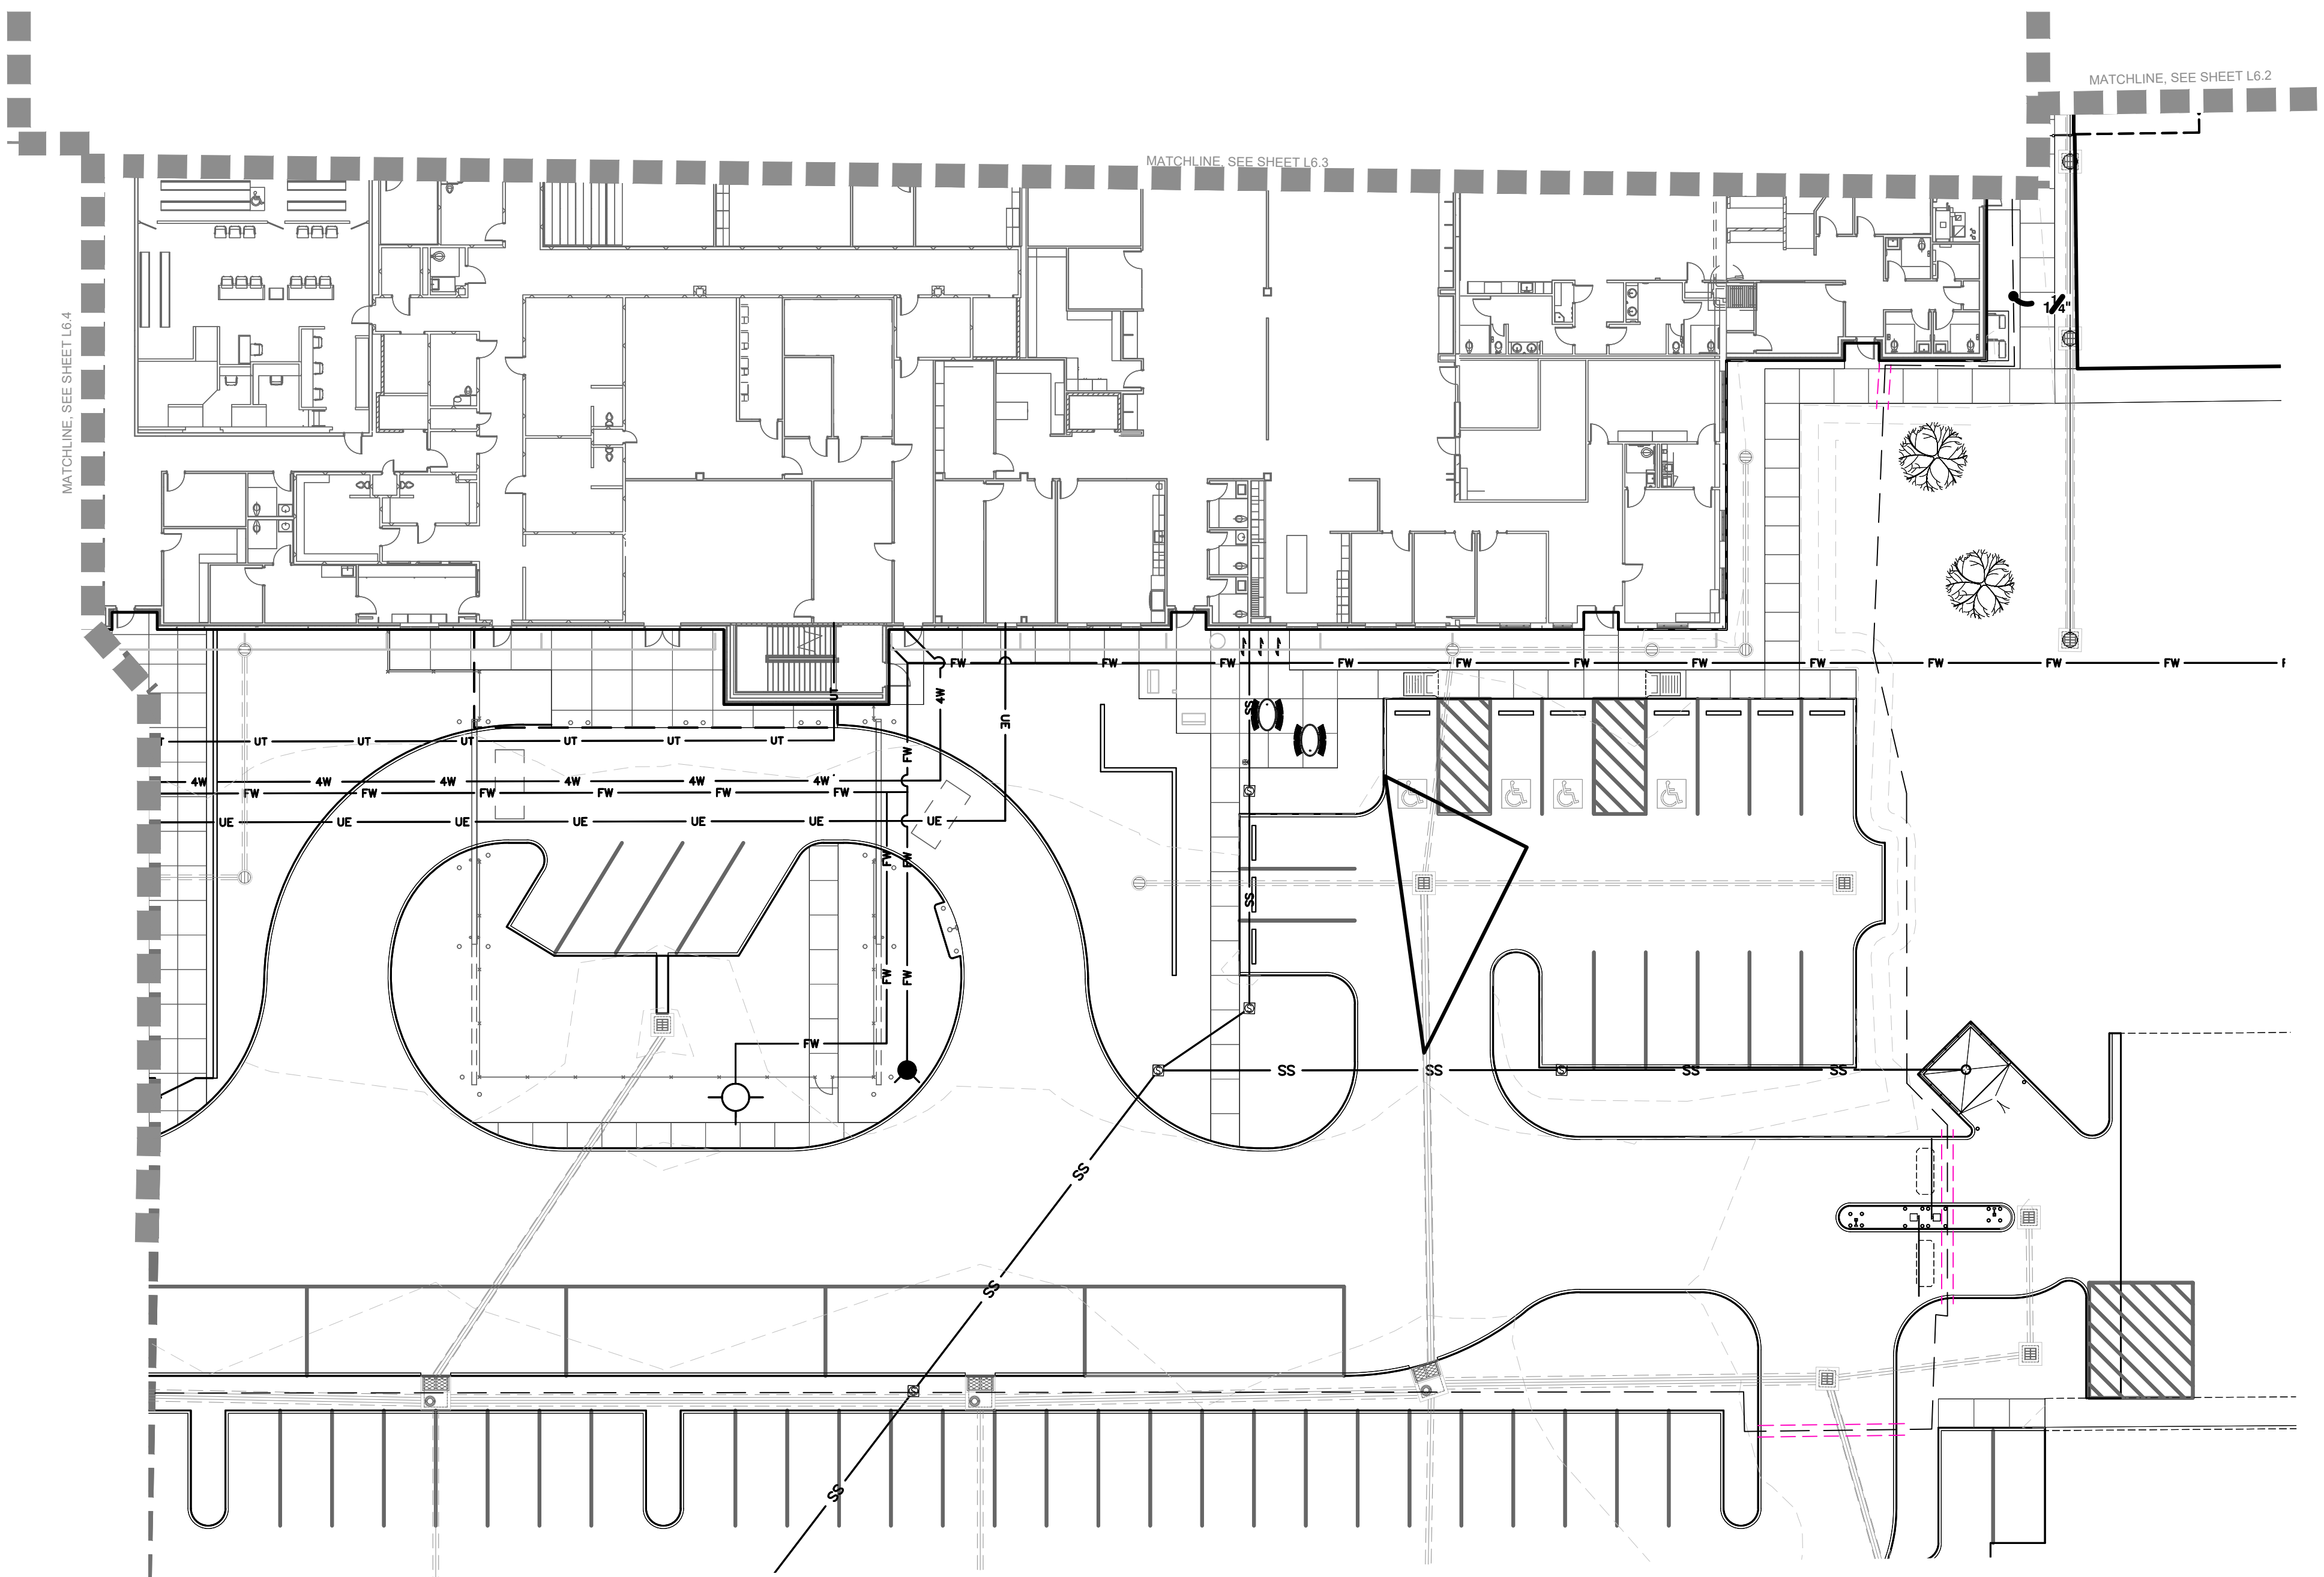 MATCHLINE, SEE SHEET L6.2
MATCHLINE, SEE SHEET L6.3
MATCHLINE, SEE SHEET L6.4
1 1/4"
FW FW FW FW FW FW FW FW FW FW FW F
4W
UE
UT
SS
UT UT UT UT UT UT
FW
4W 4W 4W 4W 4W 4W
FW FW FW FW FW FW
UE UE UE UE UE UE UE
FW FW
SS
FW FW
FW
S
S
S SS SS S SS SS
SS
SS
S
SS